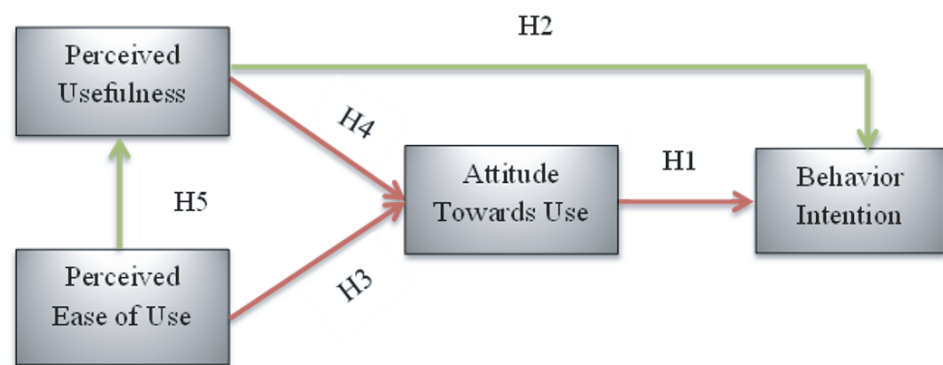 H2
Perceived
Usefulness
H4
H1
Attitude
Towards Use
Behavior
Intention
H5
Perceived
Ease of Use
H3